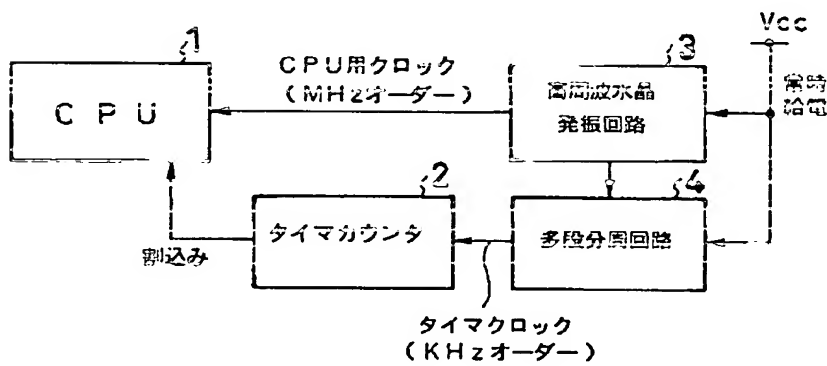 1
CPU
CPU用クロック
(MHzオーダー)
3
高周波水晶
発振回路
Vcc
常時
給電
2
タイマカウンタ
割込み
4
多段分周回路
タイマクロック
(KHzオーダー)